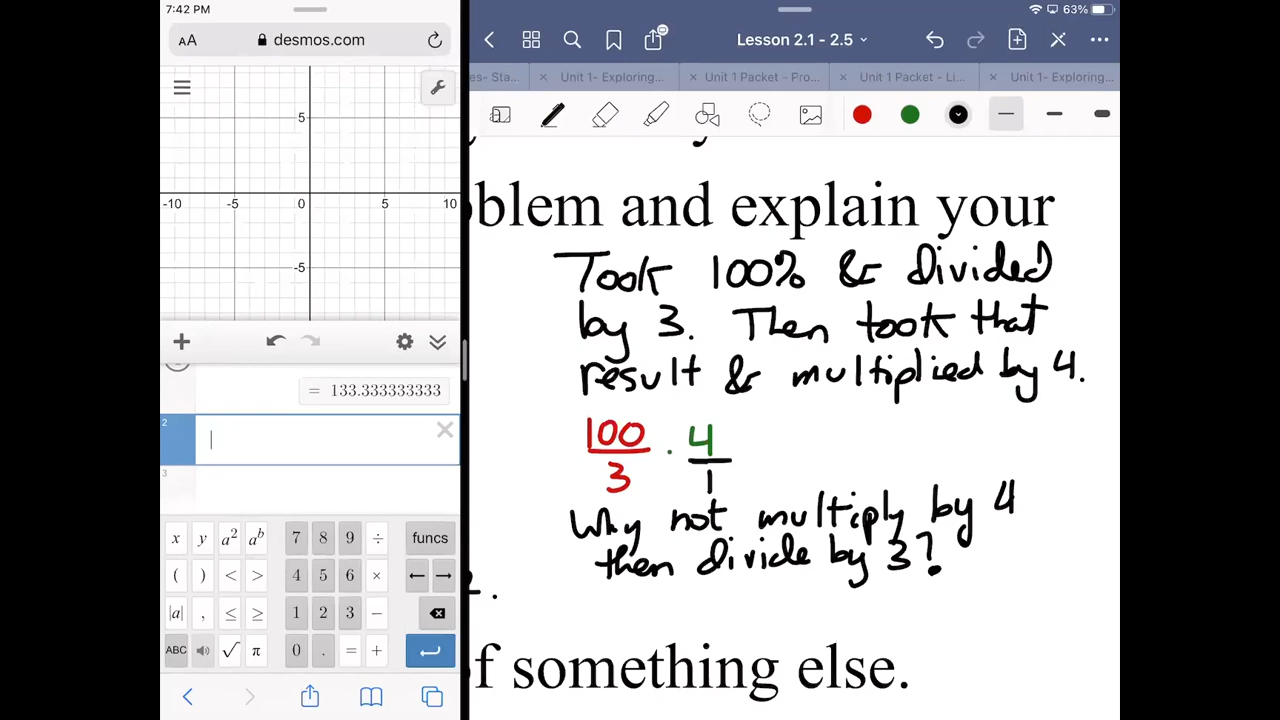 7:42 PM
63%
AA desmos.com
Lesson 2.1 - 2.5
es- Sta...
Unit 1- Exploring...
Unit 1 Packet - Pro...
Unit 1 Packet - Li...
Unit 1- Exploring...
5
-10 -5 0 5 10
-5
= 133.333333333
2
3
x y a² aᵇ 7 8 9 ÷ funcs
( ) < > 4 5 6 × ← →
|a| , ≤ ≥ 1 2 3 −
ABC √ π 0 . = +
blem and explain your
Took 100% & divided
by 3. Then took that
result & multiplied by 4.
100/3 · 4/1
Why not multiply by 4
then divide by 3?
f something else.